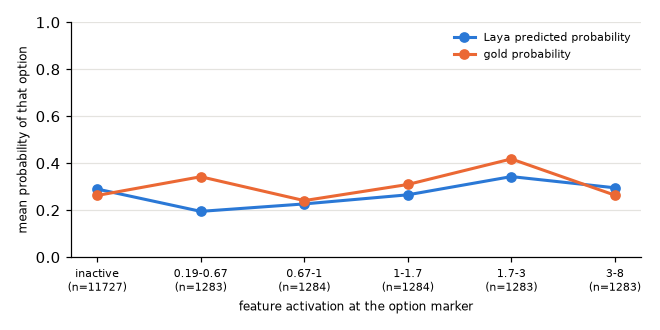 1.0
0.8
0.6
0.4
0.2
0.0
mean probability of that option
Laya predicted probability
gold probability
inactive
(n=11727)
0.19-0.67
(n=1283)
0.67-1
(n=1284)
1-1.7
(n=1284)
1.7-3
(n=1283)
3-8
(n=1283)
feature activation at the option marker